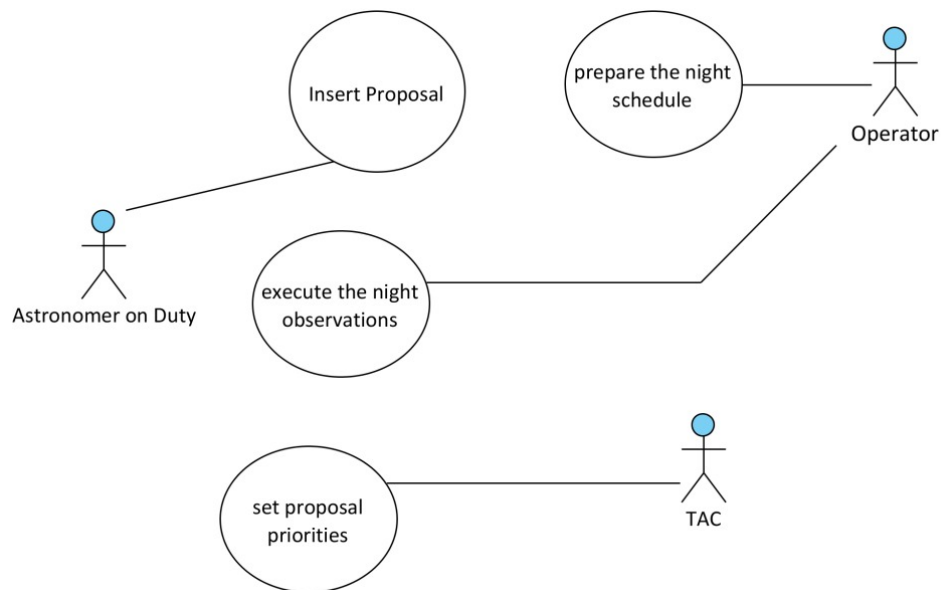 Insert Proposal
prepare the night
schedule
Operator
Astronomer on Duty
execute the night
observations
set proposal
priorities
TAC